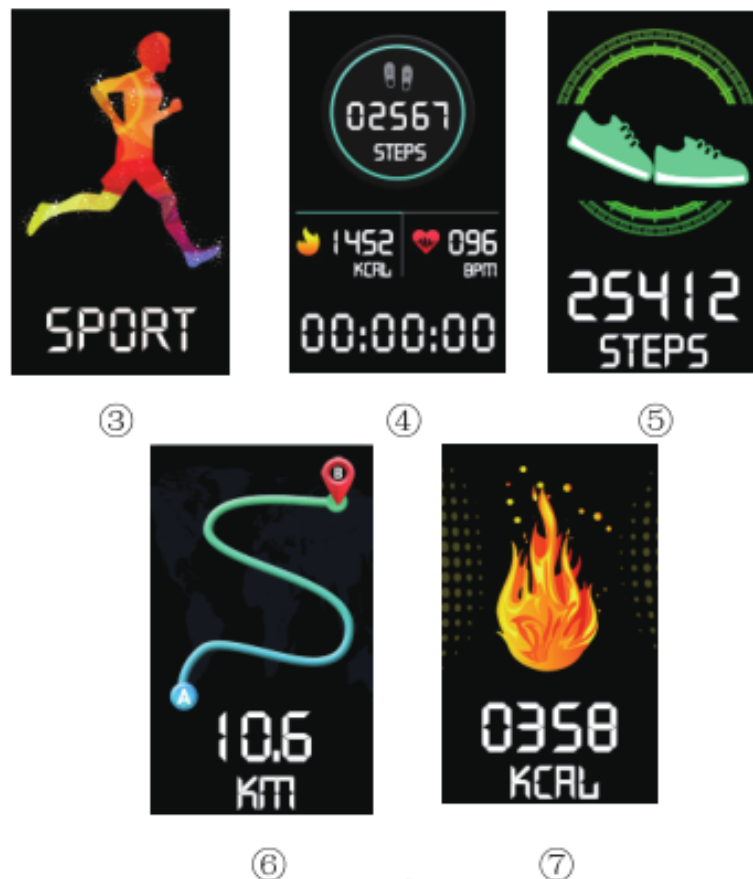 SPORT
02567
STEPS
1452
KCAL
096
BPM
00:00:00
25412
STEPS
③
④
⑤
B
A
10.6
KM
0358
KCAL
⑥
⑦